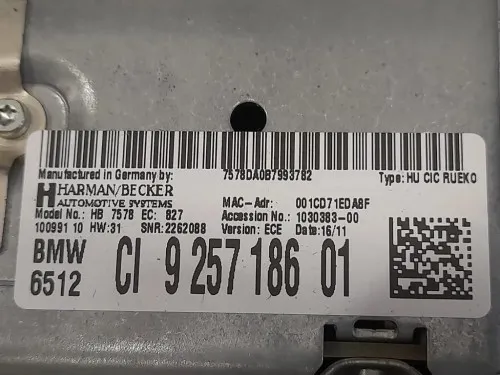 Manufactured in Germany by: 7578DA0B7993782 Type: HU CIC RUEKO
HARMAN/BECKER
AUTOMOTIVE SYSTEMS MAC-Adr: 001CD71EDA8F
Model No.: HB 7578 EC: 827 Accession No.: 1030383-00
1009910 HW:31 SNR:2262088 Version: ECE Date: 16/11
BMW
6512 CI 9 257 186 01